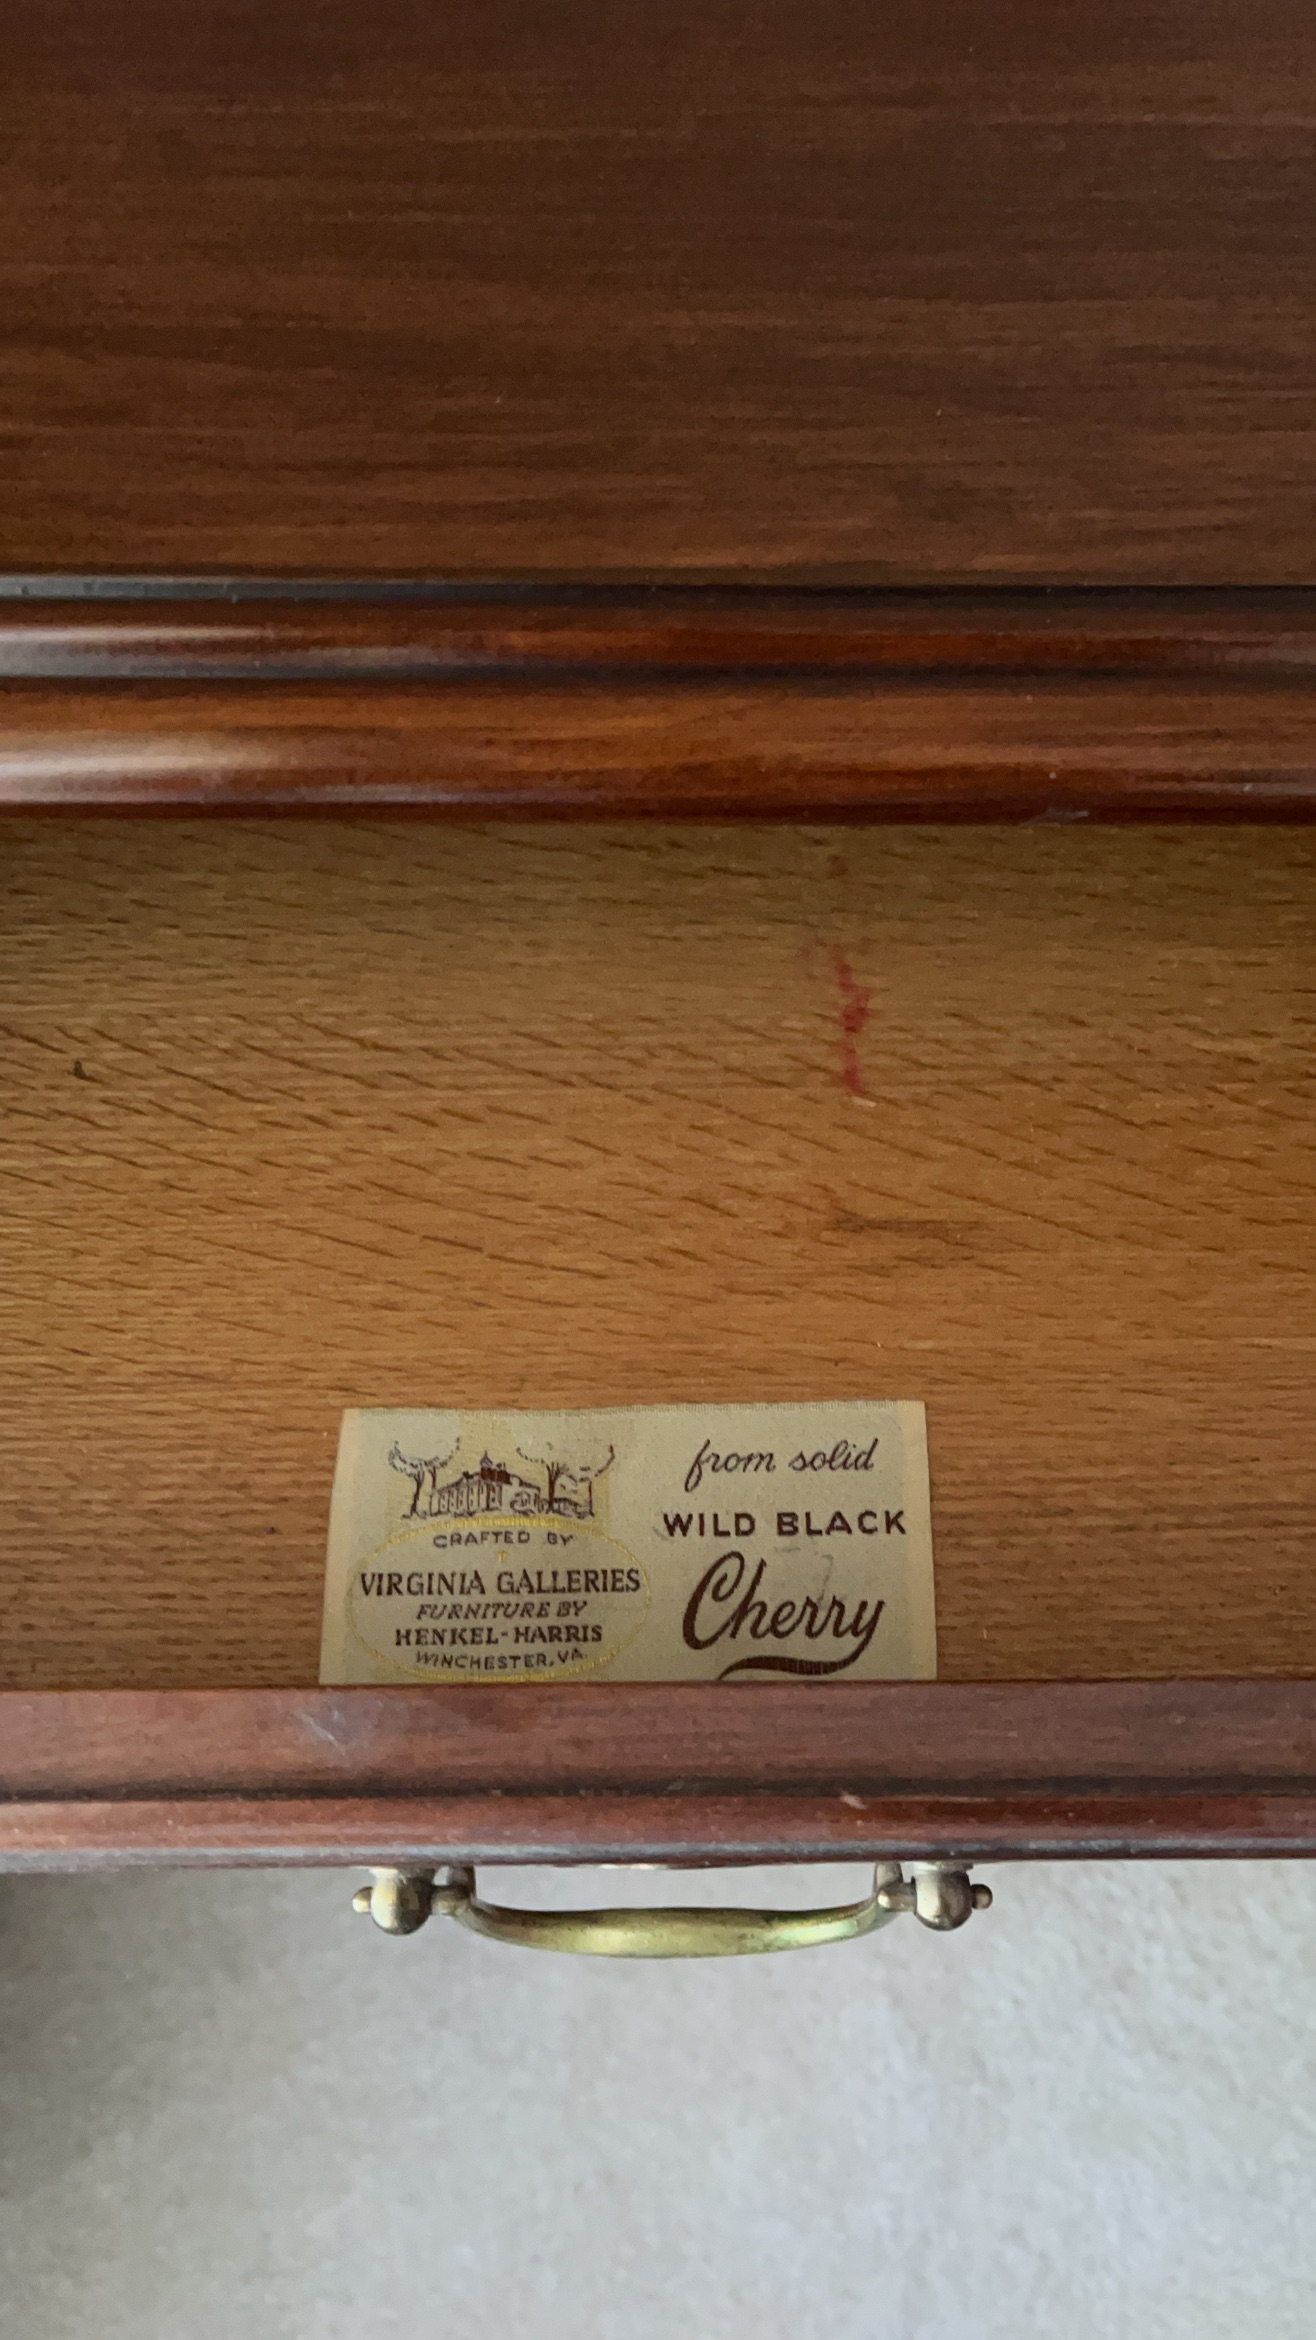 CRAFTED BY
VIRGINIA GALLERIES
FURNITURE BY
HENKEL-HARRIS
WINCHESTER, VA.
from solid
WILD BLACK
Cherry